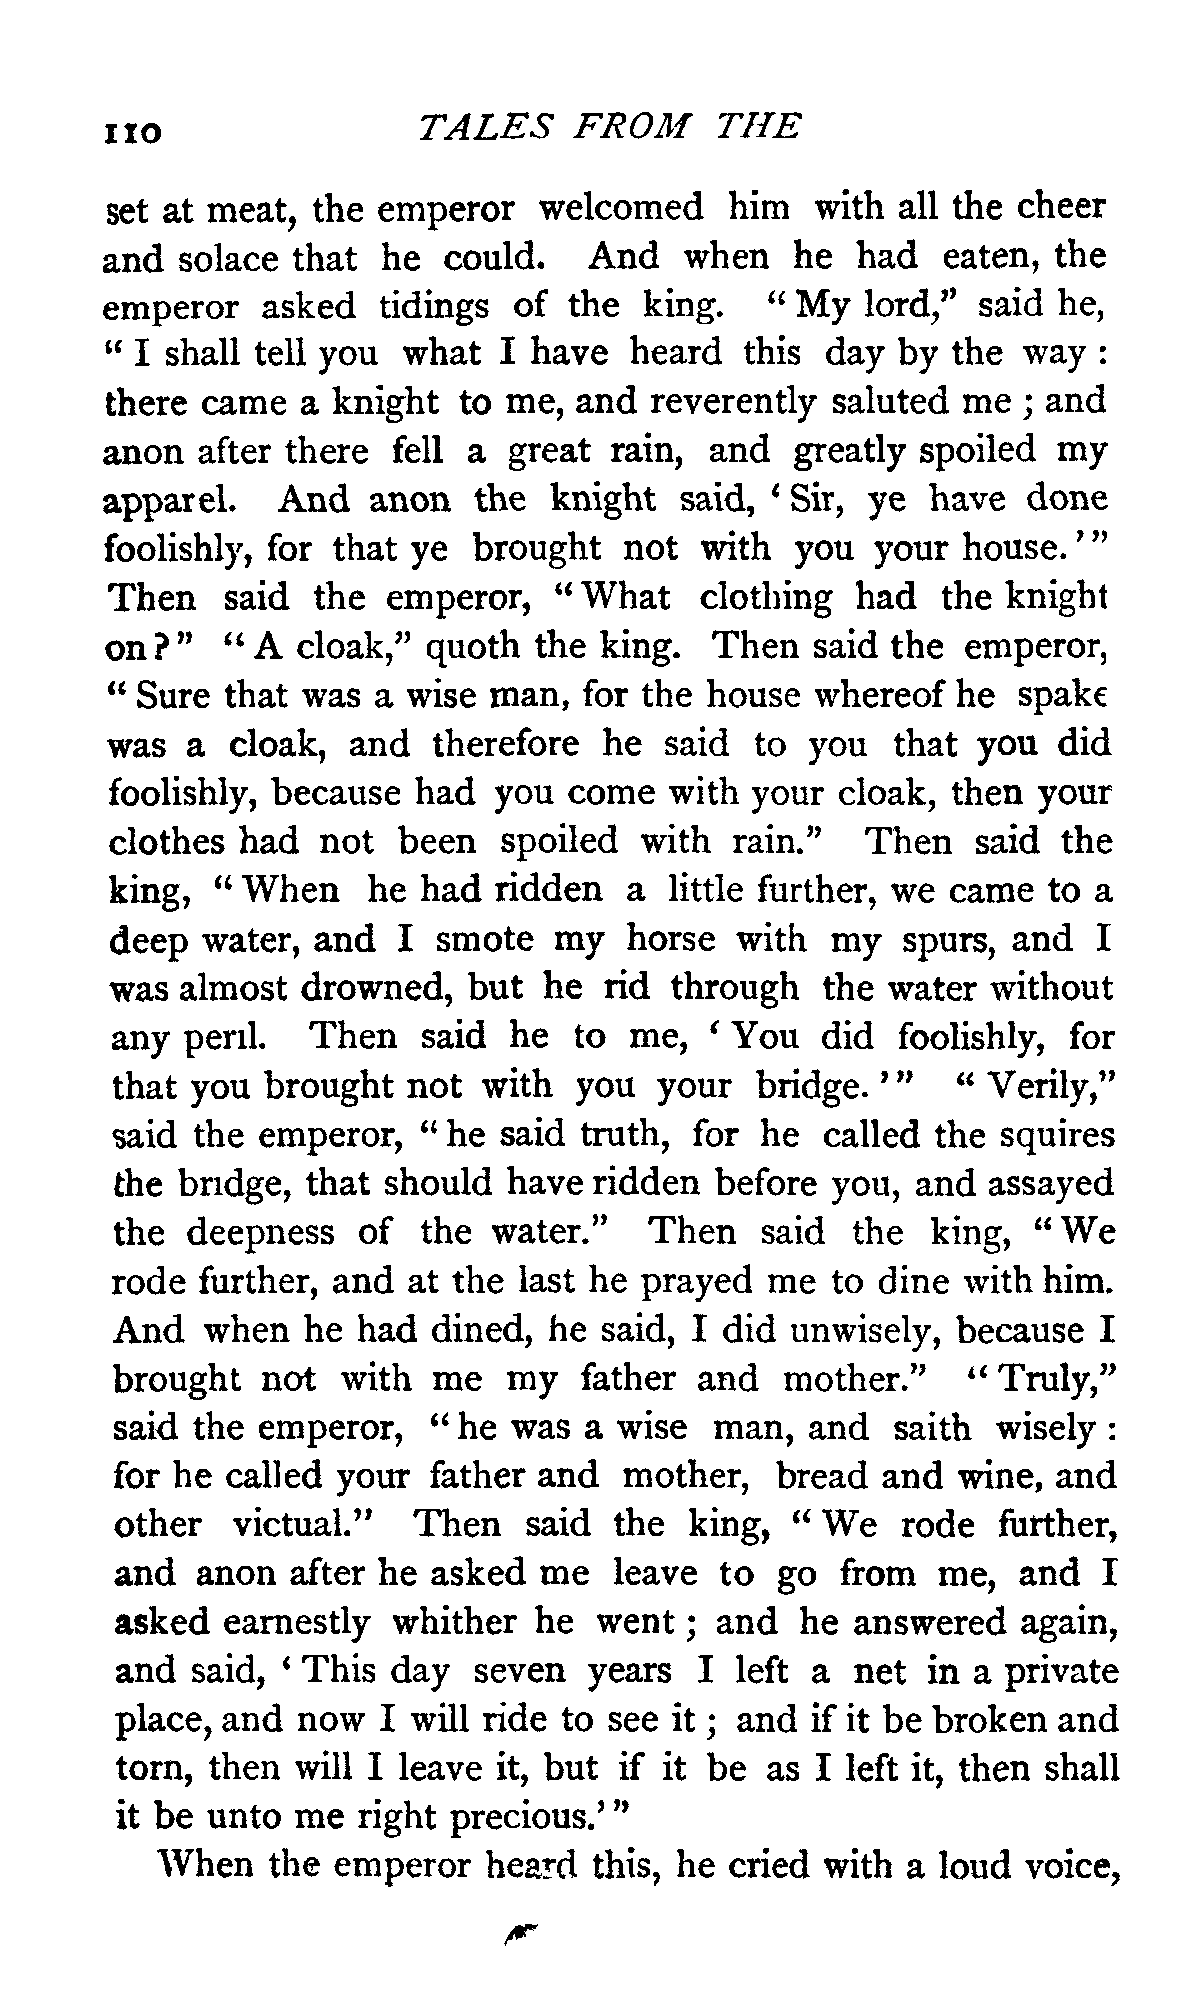 110 TALES FROM THE
set at meat, the emperor welcomed him with all the cheer
and solace that he could. And when he had eaten, the
emperor asked tidings of the king. "My lord," said he,
"I shall tell you what I have heard this day by the way :
there came a knight to me, and reverently saluted me ; and
anon after there fell a great rain, and greatly spoiled my
apparel. And anon the knight said, 'Sir, ye have done
foolishly, for that ye brought not with you your house.'"
Then said the emperor, "What clothing had the knight
on?" "A cloak," quoth the king. Then said the emperor,
"Sure that was a wise man, for the house whereof he spake
was a cloak, and therefore he said to you that you did
foolishly, because had you come with your cloak, then your
clothes had not been spoiled with rain." Then said the
king, "When he had ridden a little further, we came to a
deep water, and I smote my horse with my spurs, and I
was almost drowned, but he rid through the water without
any peril. Then said he to me, 'You did foolishly, for
that you brought not with you your bridge.'" "Verily,"
said the emperor, "he said truth, for he called the squires
the bridge, that should have ridden before you, and assayed
the deepness of the water." Then said the king, "We
rode further, and at the last he prayed me to dine with him.
And when he had dined, he said, I did unwisely, because I
brought not with me my father and mother." "Truly,"
said the emperor, "he was a wise man, and saith wisely :
for he called your father and mother, bread and wine, and
other victual." Then said the king, "We rode further,
and anon after he asked me leave to go from me, and I
asked earnestly whither he went ; and he answered again,
and said, 'This day seven years I left a net in a private
place, and now I will ride to see it ; and if it be broken and
torn, then will I leave it, but if it be as I left it, then shall
it be unto me right precious.'"
When the emperor heard this, he cried with a loud voice,